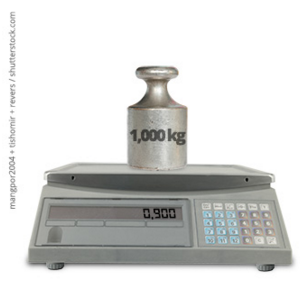 mangpor2004 + tishomir + revers / shutterstock.com
1,000 kg
0,900